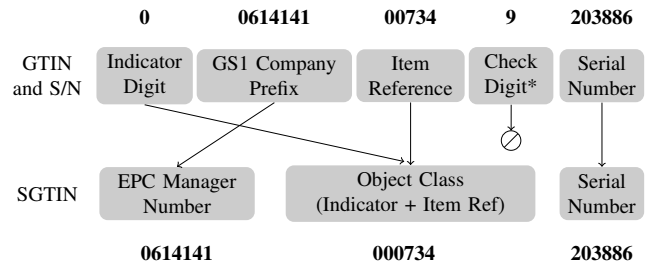 0 0614141 00734 9 203886
GTIN and S/N
Indicator Digit
GS1 Company Prefix
Item Reference
Check Digit*
Serial Number
SGTIN
EPC Manager Number
Object Class (Indicator + Item Ref)
Serial Number
0614141 000734 203886